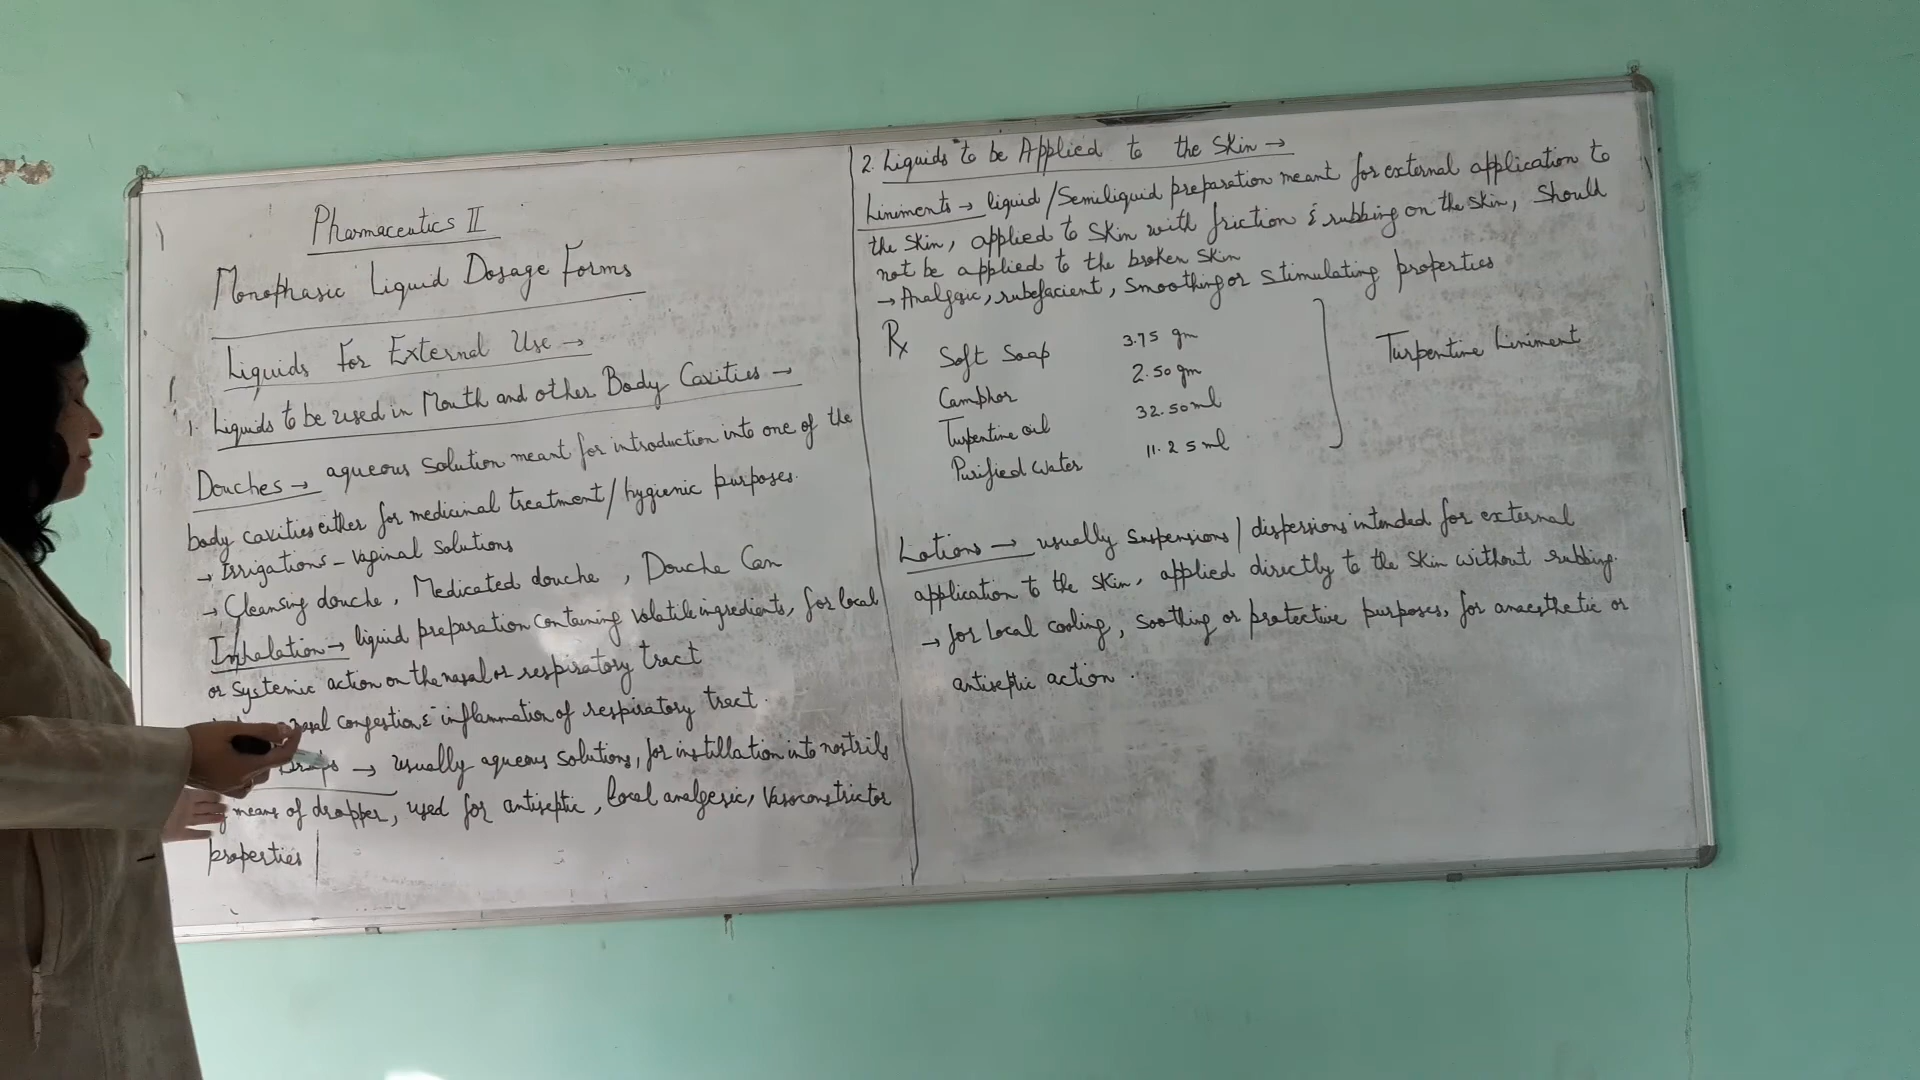 Pharmaceutics II
Monophasic Liquid Dosage Forms
Liquids For External Use →
1. Liquids to be used in Mouth and other Body Cavities →
Douches → aqueous solution meant for introduction into one of the
body cavities either for medicinal treatment/hygienic purposes.
→ Irrigations - vaginal solutions
→ Cleansing douche, Medicated douche, Douche Can
Inhalation → liquid preparation containing volatile ingredients, for local
or systemic action on the nasal or respiratory tract
nasal congestion & inflammation of respiratory tract.
Drops → usually aqueous solutions, for instillation into nostrils
means of dropper, used for antiseptic, local analgesic, Vasoconstrictor
properties
2. Liquids to be Applied to the Skin →
Liniments → liquid/Semiliquid preparation meant for external application to
the skin, applied to skin with friction & rubbing on the skin, Should
not be applied to the broken skin
→ Analgesic, rubefacient, Smoothing or Stimulating properties
Rx
Soft Soap 3.75 gm
Camphor 2.50 gm
Turpentine oil 32.50 ml
Purified water 11.25 ml
Turpentine Liniment
Lotions → usually suspensions/dispersions intended for external
application to the skin, applied directly to the skin without rubbing.
→ for local cooling, soothing or protective purposes, for anaesthetic or
antiseptic action.